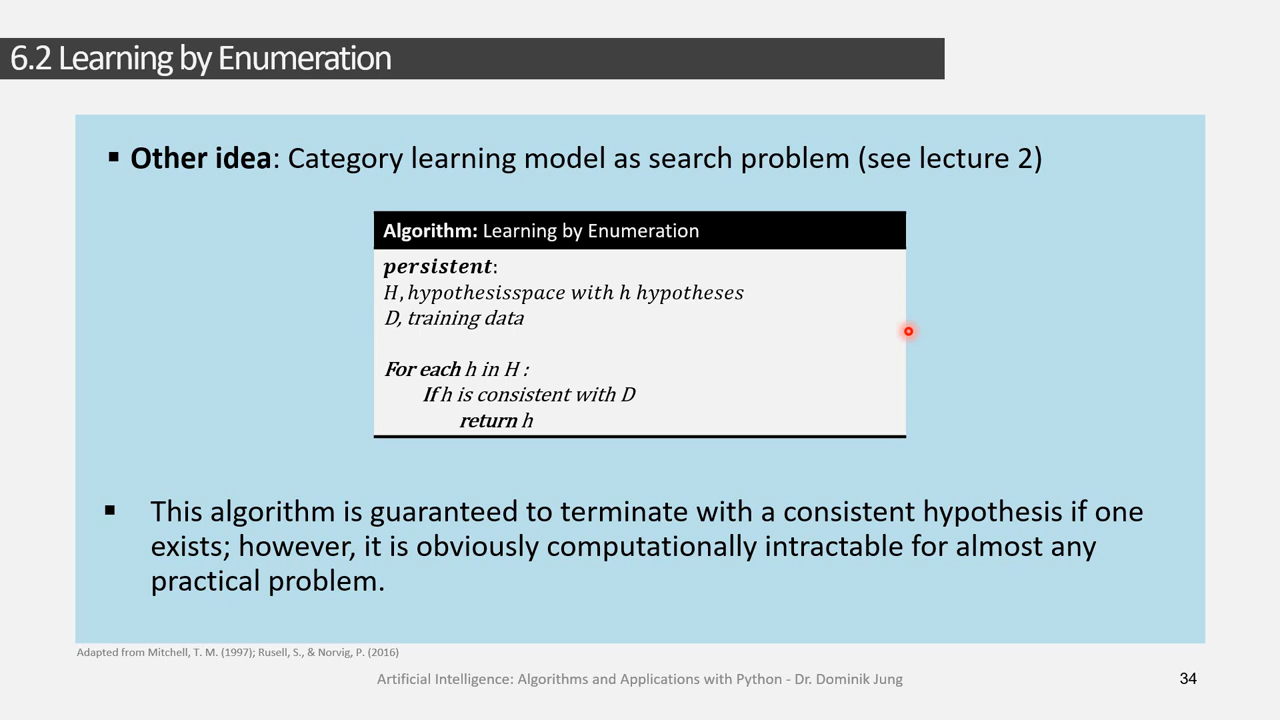 6.2 Learning by Enumeration
▪ Other idea: Category learning model as search problem (see lecture 2)
Algorithm: Learning by Enumeration
persistent:
H, hypothesisspace with h hypotheses
D, training data
For each h in H :
If h is consistent with D
return h
▪ This algorithm is guaranteed to terminate with a consistent hypothesis if one
exists; however, it is obviously computationally intractable for almost any
practical problem.
Adapted from Mitchell, T. M. (1997); Rusell, S., & Norvig, P. (2016)
Artificial Intelligence: Algorithms and Applications with Python - Dr. Dominik Jung
34